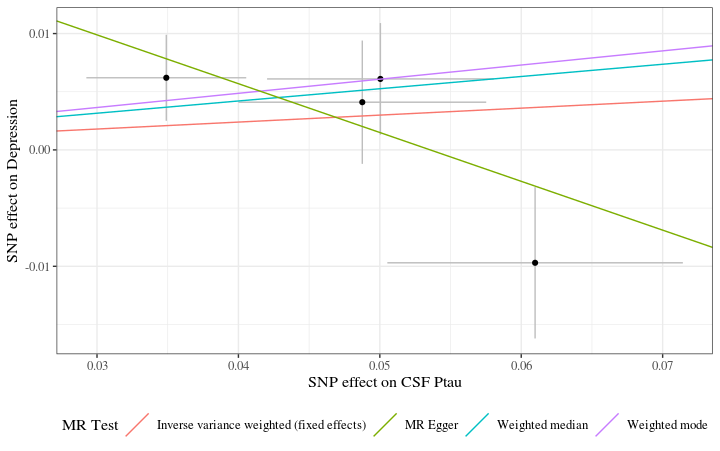 SNP effect on Depression
0.01
0.00
-0.01
0.03 0.04 0.05 0.06 0.07
SNP effect on CSF Ptau
MR Test Inverse variance weighted (fixed effects) MR Egger Weighted median Weighted mode